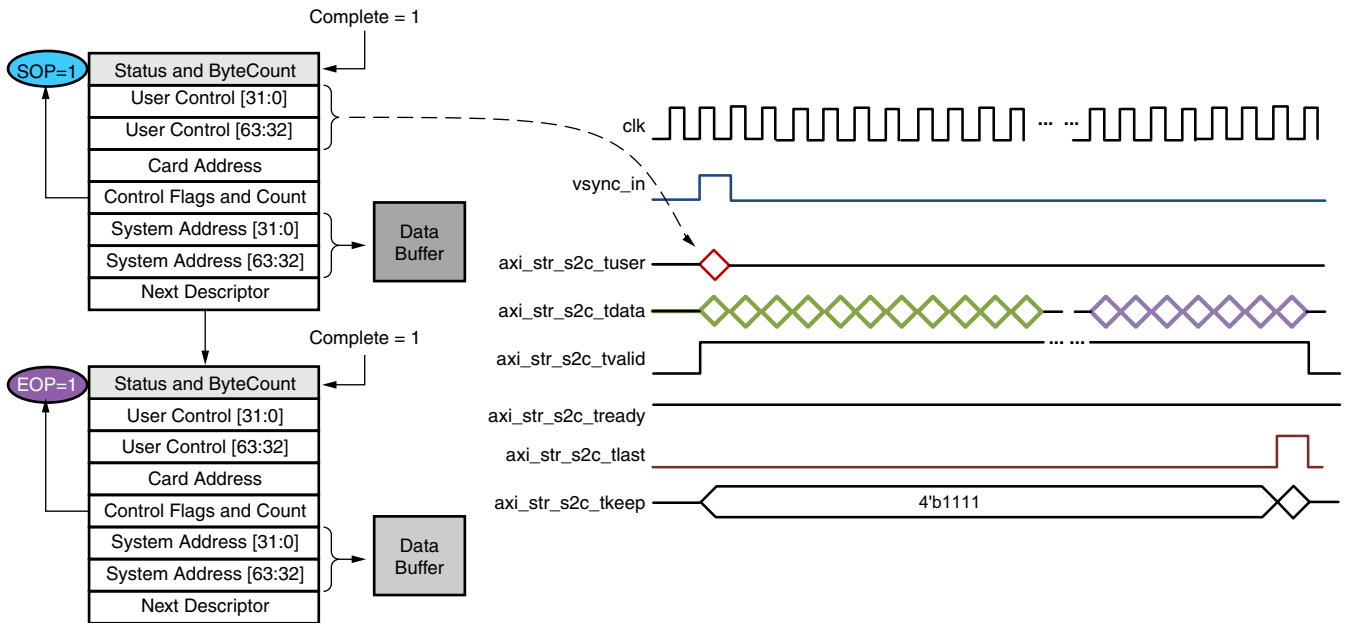 Complete = 1
SOP=1
Status and ByteCount
User Control [31:0]
User Control [63:32]
Card Address
Control Flags and Count
System Address [31:0]
System Address [63:32]
Next Descriptor
Data
Buffer
Complete = 1
EOP=1
Status and ByteCount
User Control [31:0]
User Control [63:32]
Card Address
Control Flags and Count
System Address [31:0]
System Address [63:32]
Next Descriptor
Data
Buffer
clk
... ...
vsync_in
axi_str_s2c_tuser
axi_str_s2c_tdata
axi_str_s2c_tvalid
... ...
axi_str_s2c_tready
axi_str_s2c_tlast
axi_str_s2c_tkeep
4'b1111